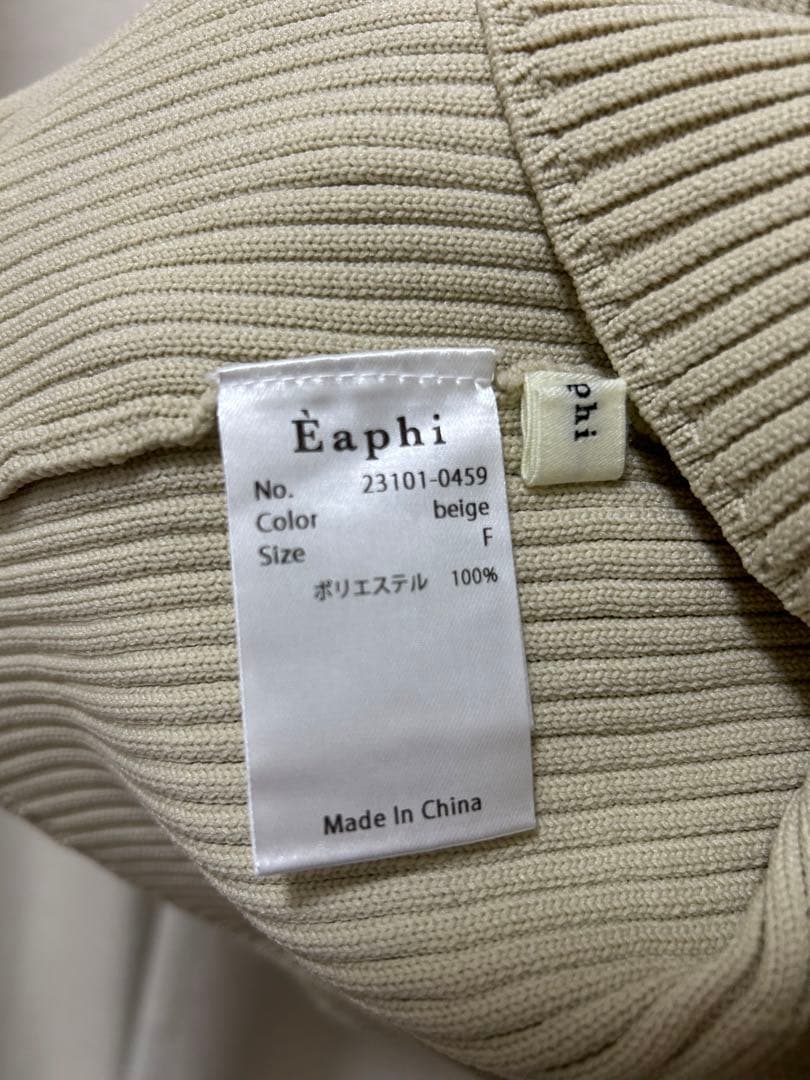 Èaphi
No. 23101-0459
Color beige
Size F
ポリエステル 100%
Made In China
phi